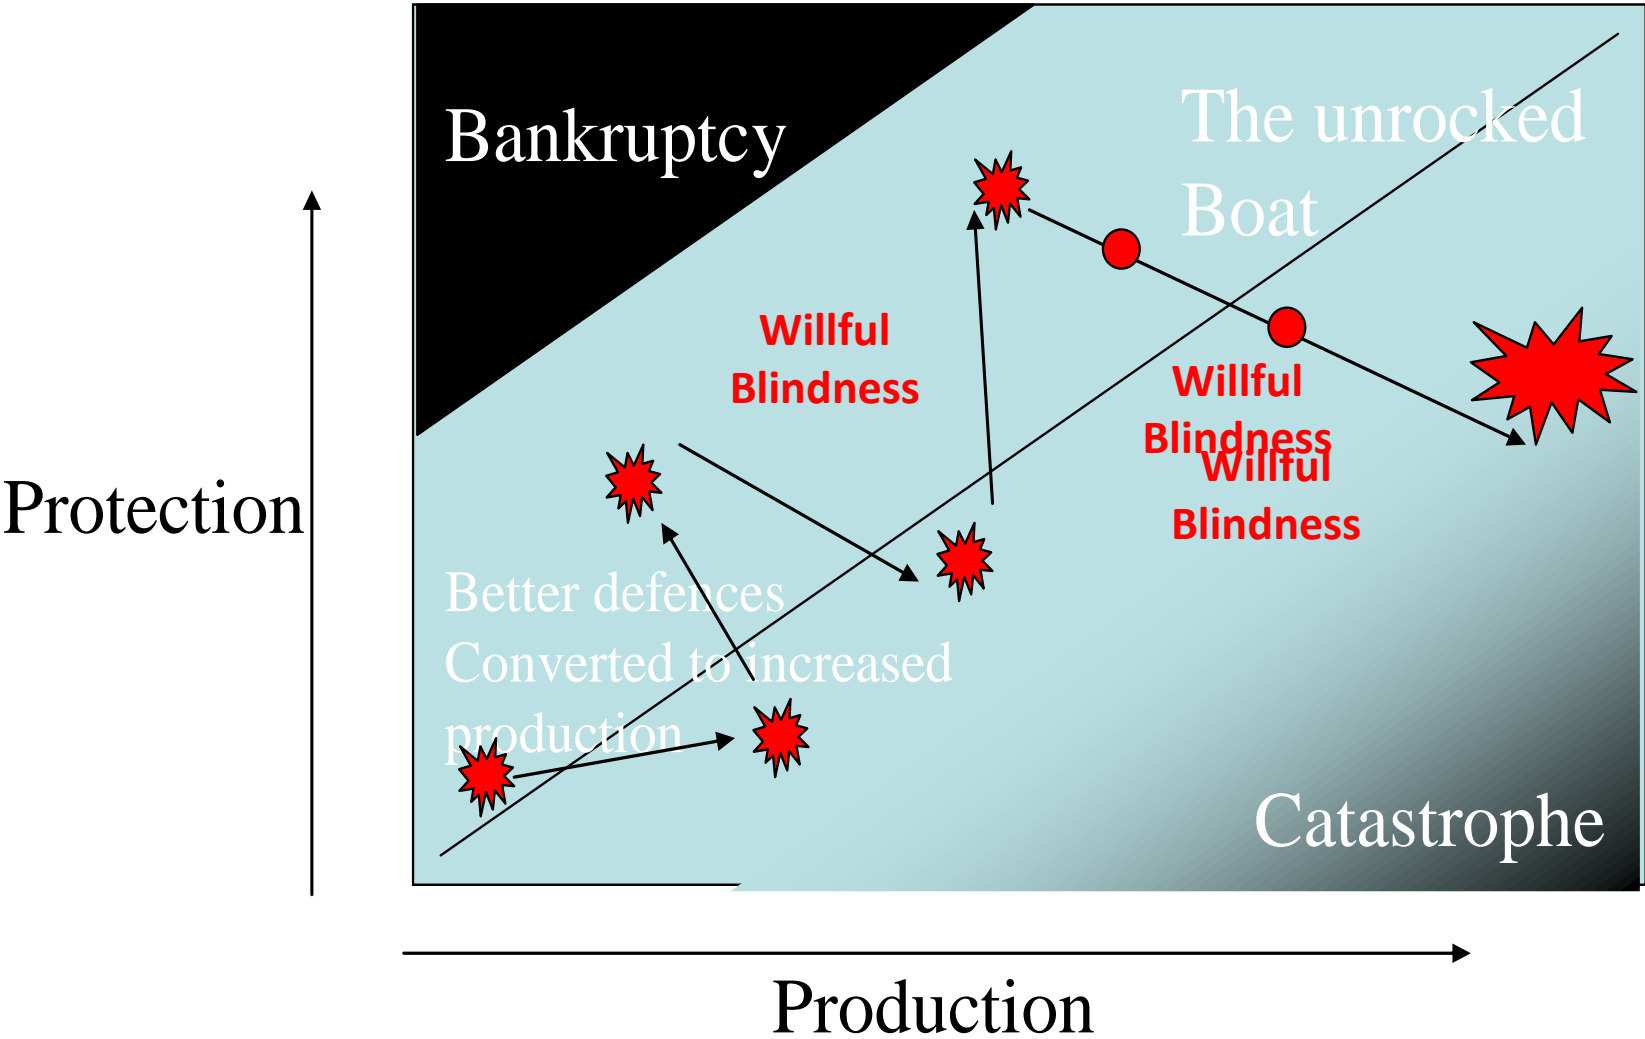 Bankruptcy
The unrocked
Boat
Willful
Blindness
Willful
Blindness
Willful
Blindness
Protection
Better defences
Converted to increased
production
Catastrophe
Production